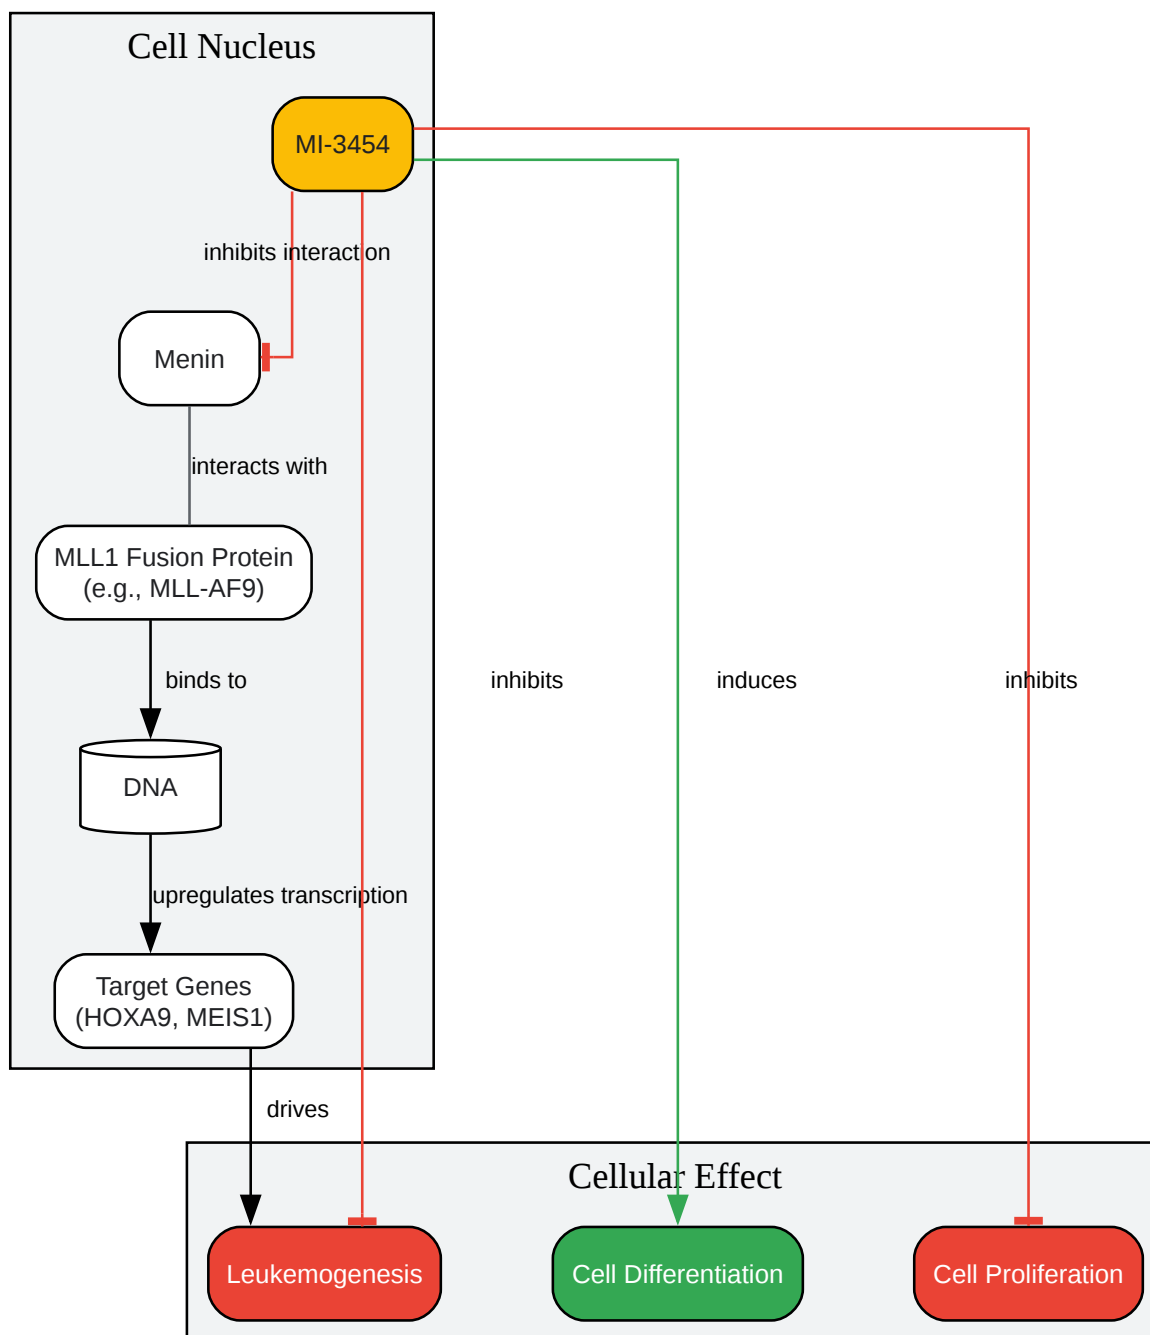 Cell Nucleus
MI-3454
inhibits interaction
Menin
interacts with
MLL1 Fusion Protein
(e.g., MLL-AF9)
binds to
inhibits
induces
inhibits
DNA
upregulates transcription
Target Genes
(HOXA9, MEIS1)
drives
Cellular Effect
Leukemogenesis
Cell Differentiation
Cell Proliferation